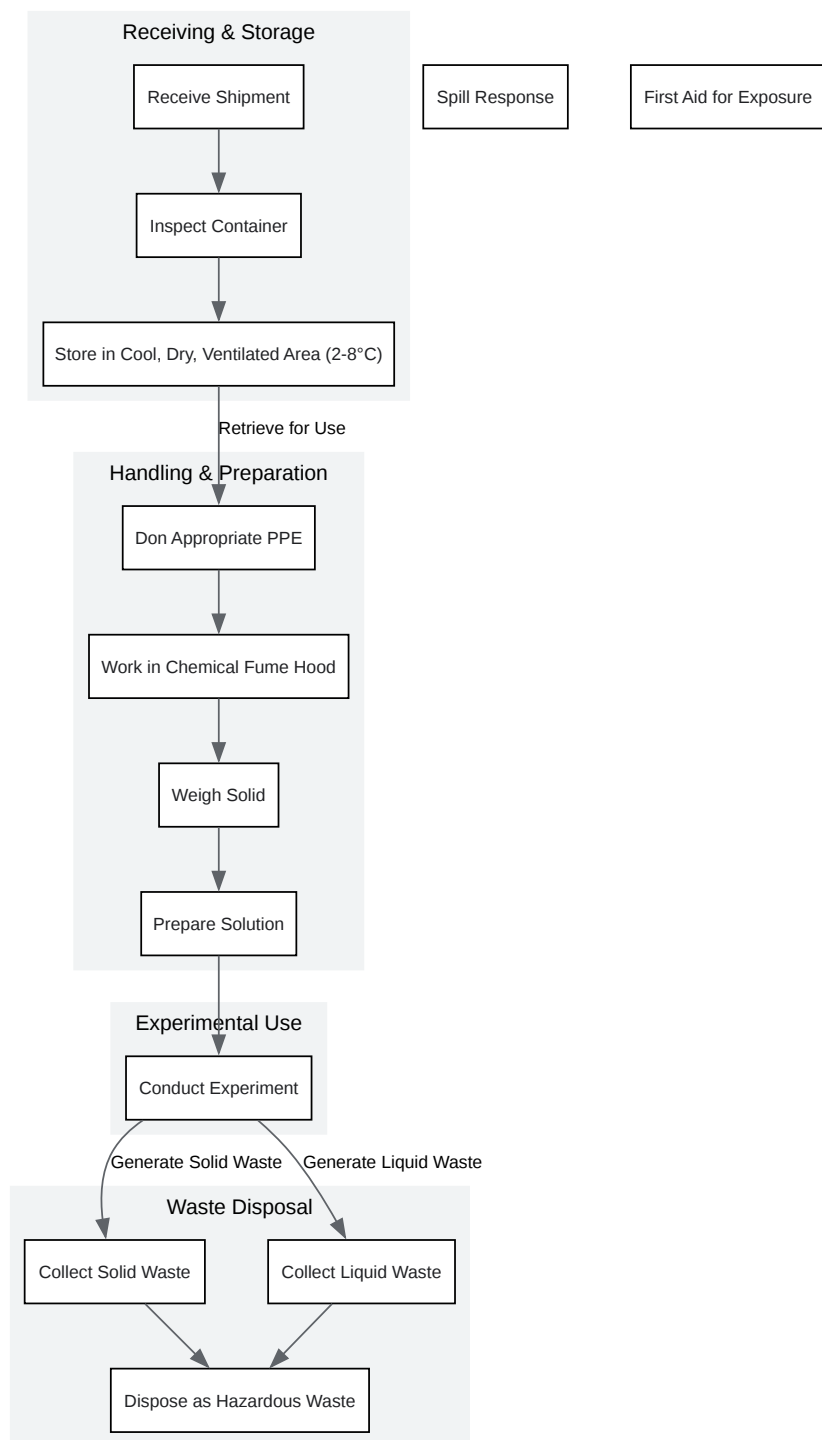 Receiving & Storage
Receive Shipment
Spill Response
First Aid for Exposure
Inspect Container
Store in Cool, Dry, Ventilated Area (2-8°C)
Retrieve for Use
Handling & Preparation
Don Appropriate PPE
Work in Chemical Fume Hood
Weigh Solid
Prepare Solution
Experimental Use
Conduct Experiment
Generate Solid Waste
Generate Liquid Waste
Waste Disposal
Collect Solid Waste
Collect Liquid Waste
Dispose as Hazardous Waste